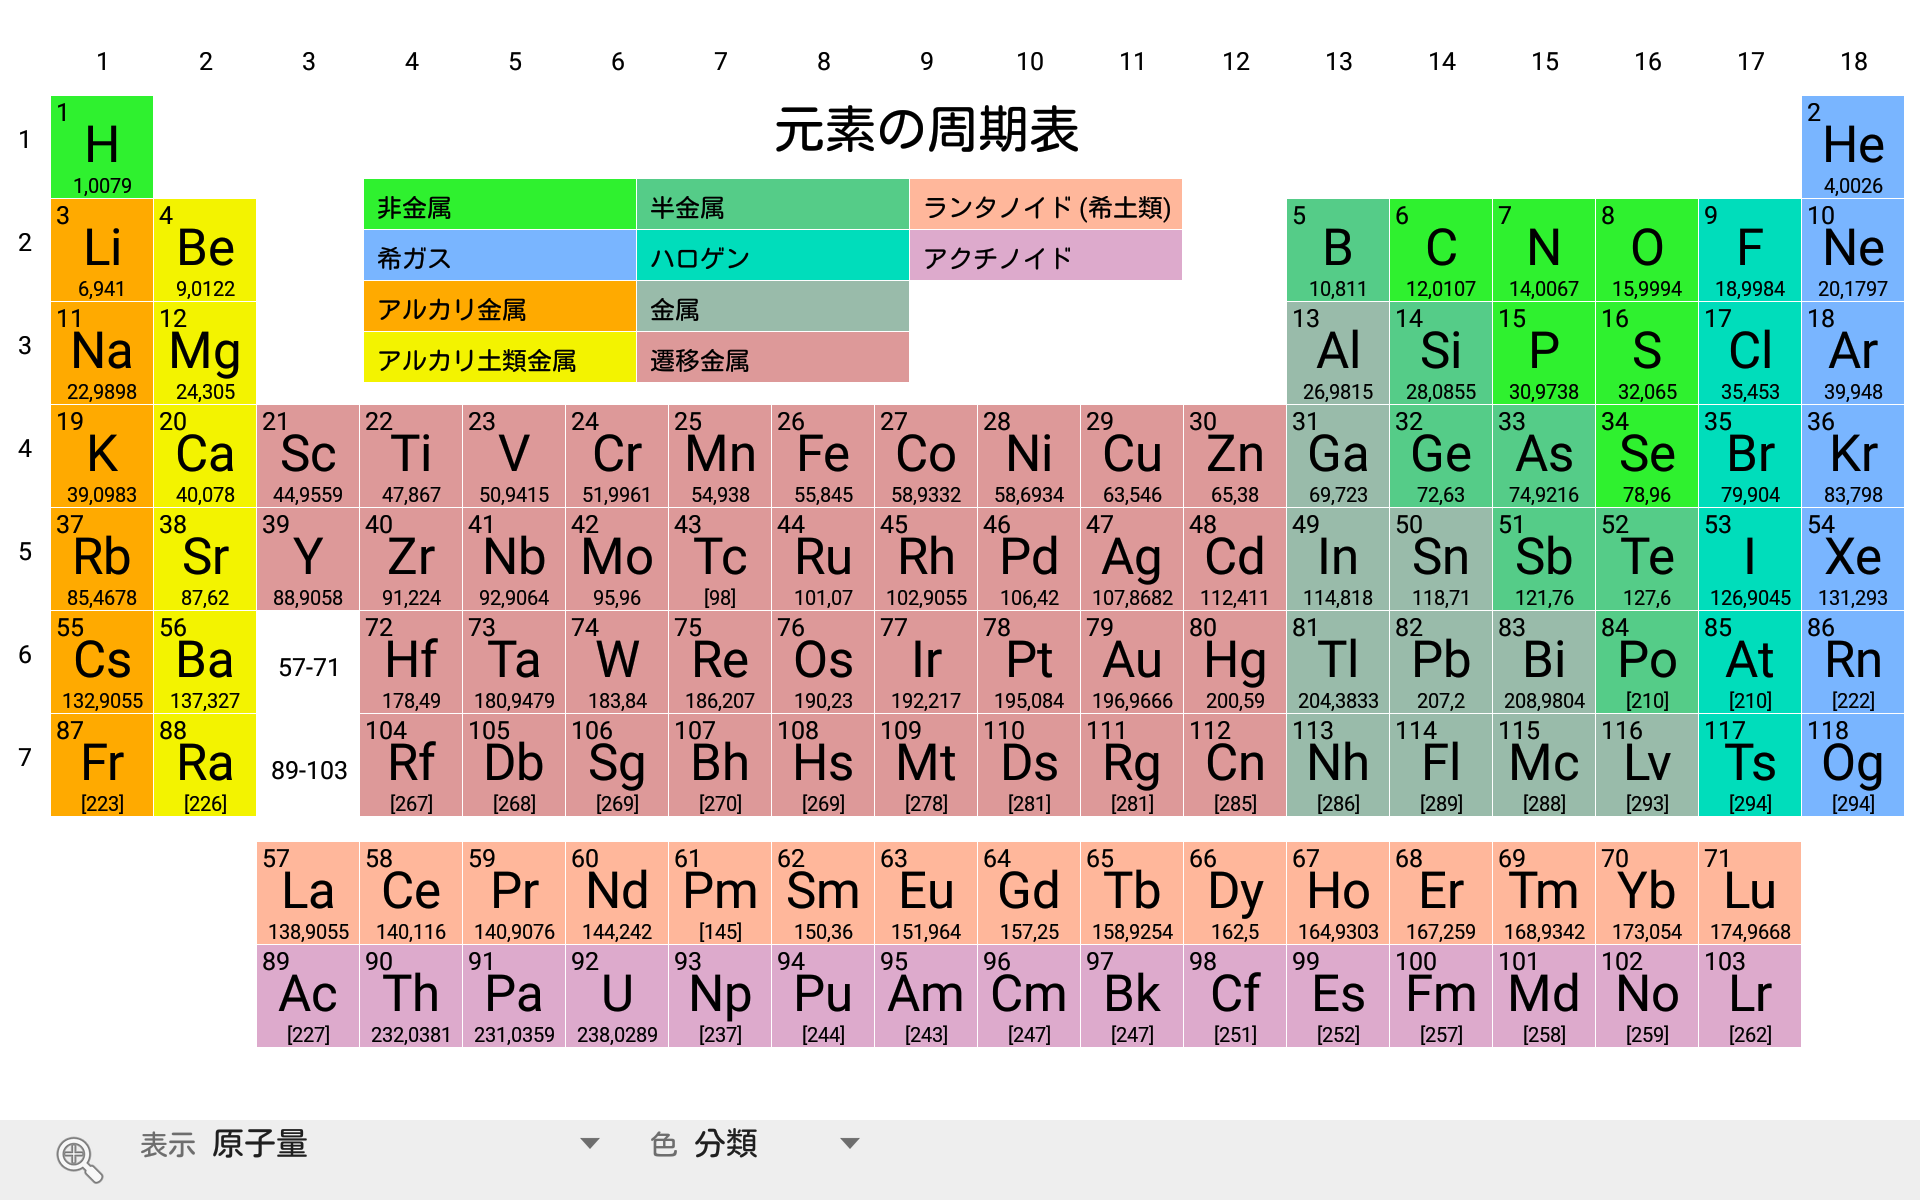 1 2 3 4 5 6 7 8 9 10 11 12 13 14 15 16 17 18
元素の周期表
非金属 半金属 ランタノイド (希土類)
希ガス ハロゲン アクチノイド
アルカリ金属 金属
アルカリ土類金属 遷移金属
1
1 2
H He
1,0079 4,0026
2
3 4 5 6 7 8 9 10
Li Be B C N O F Ne
6,941 9,0122 10,811 12,0107 14,0067 15,9994 18,9984 20,1797
3
11 12 13 14 15 16 17 18
Na Mg Al Si P S Cl Ar
22,9898 24,305 26,9815 28,0855 30,9738 32,065 35,453 39,948
4
19 20 21 22 23 24 25 26 27 28 29 30 31 32 33 34 35 36
K Ca Sc Ti V Cr Mn Fe Co Ni Cu Zn Ga Ge As Se Br Kr
39,0983 40,078 44,9559 47,867 50,9415 51,9961 54,938 55,845 58,9332 58,6934 63,546 65,38 69,723 72,63 74,9216 78,96 79,904 83,798
5
37 38 39 40 41 42 43 44 45 46 47 48 49 50 51 52 53 54
Rb Sr Y Zr Nb Mo Tc Ru Rh Pd Ag Cd In Sn Sb Te I Xe
85,4678 87,62 88,9058 91,224 92,9064 95,96 [98] 101,07 102,9055 106,42 107,8682 112,411 114,818 118,71 121,76 127,6 126,9045 131,293
6
55 56 72 73 74 75 76 77 78 79 80 81 82 83 84 85 86
Cs Ba 57-71 Hf Ta W Re Os Ir Pt Au Hg Tl Pb Bi Po At Rn
132,9055 137,327 178,49 180,9479 183,84 186,207 190,23 192,217 195,084 196,9666 200,59 204,3833 207,2 208,9804 [210] [210] [222]
7
87 88 104 105 106 107 108 109 110 111 112 113 114 115 116 117 118
Fr Ra 89-103 Rf Db Sg Bh Hs Mt Ds Rg Cn Nh Fl Mc Lv Ts Og
[223] [226] [267] [268] [269] [270] [269] [278] [281] [281] [285] [286] [289] [288] [293] [294] [294]
57 58 59 60 61 62 63 64 65 66 67 68 69 70 71
La Ce Pr Nd Pm Sm Eu Gd Tb Dy Ho Er Tm Yb Lu
138,9055 140,116 140,9076 144,242 [145] 150,36 151,964 157,25 158,9254 162,5 164,9303 167,259 168,9342 173,054 174,9668
89 90 91 92 93 94 95 96 97 98 99 100 101 102 103
Ac Th Pa U Np Pu Am Cm Bk Cf Es Fm Md No Lr
[227] 232,0381 231,0359 238,0289 [237] [244] [243] [247] [247] [251] [252] [257] [258] [259] [262]
表示 原子量 色 分類